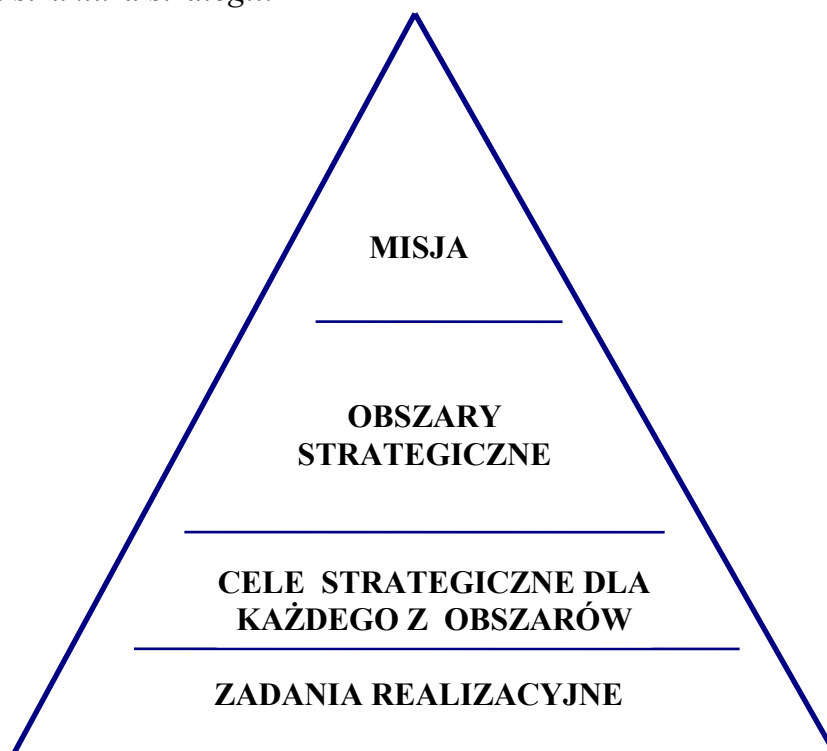 MISJA
OBSZARY
STRATEGICZNE
CELE STRATEGICZNE DLA
KAŻDEGO Z OBSZARÓW
ZADANIA REALIZACYJNE